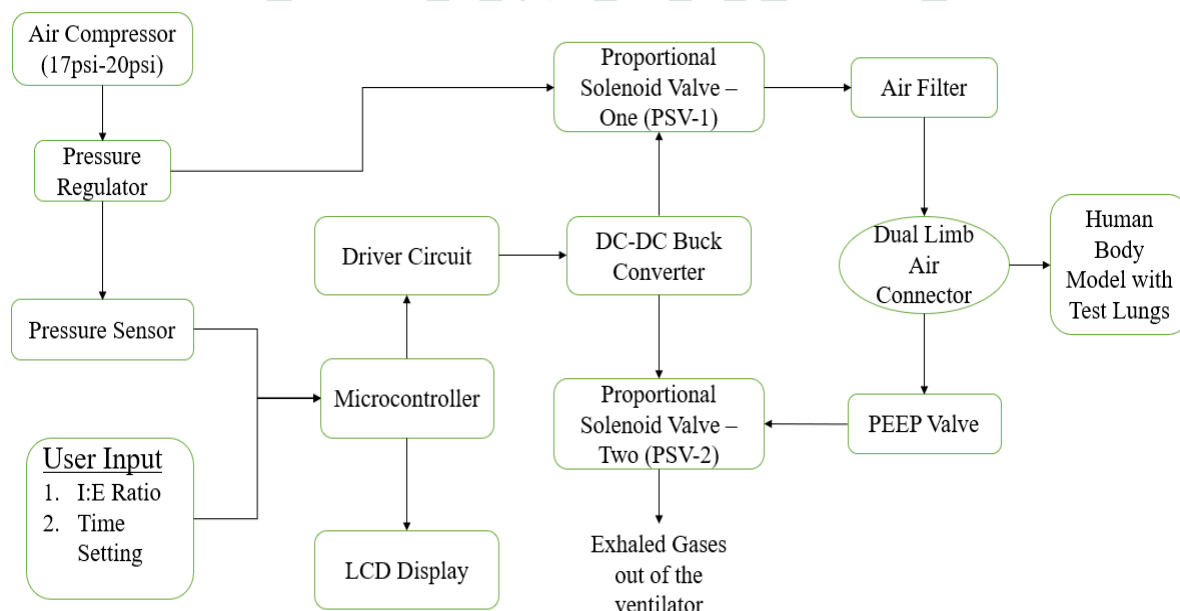 Air Compressor
(17psi-20psi)
Proportional
Solenoid Valve –
One (PSV-1)
Air Filter
Pressure
Regulator
Driver Circuit
DC-DC Buck
Converter
Dual Limb
Air
Connector
Human
Body
Model with
Test Lungs
Pressure Sensor
Microcontroller
Proportional
Solenoid Valve –
Two (PSV-2)
PEEP Valve
User Input
1. I:E Ratio
2. Time
Setting
LCD Display
Exhaled Gases
out of the
ventilator